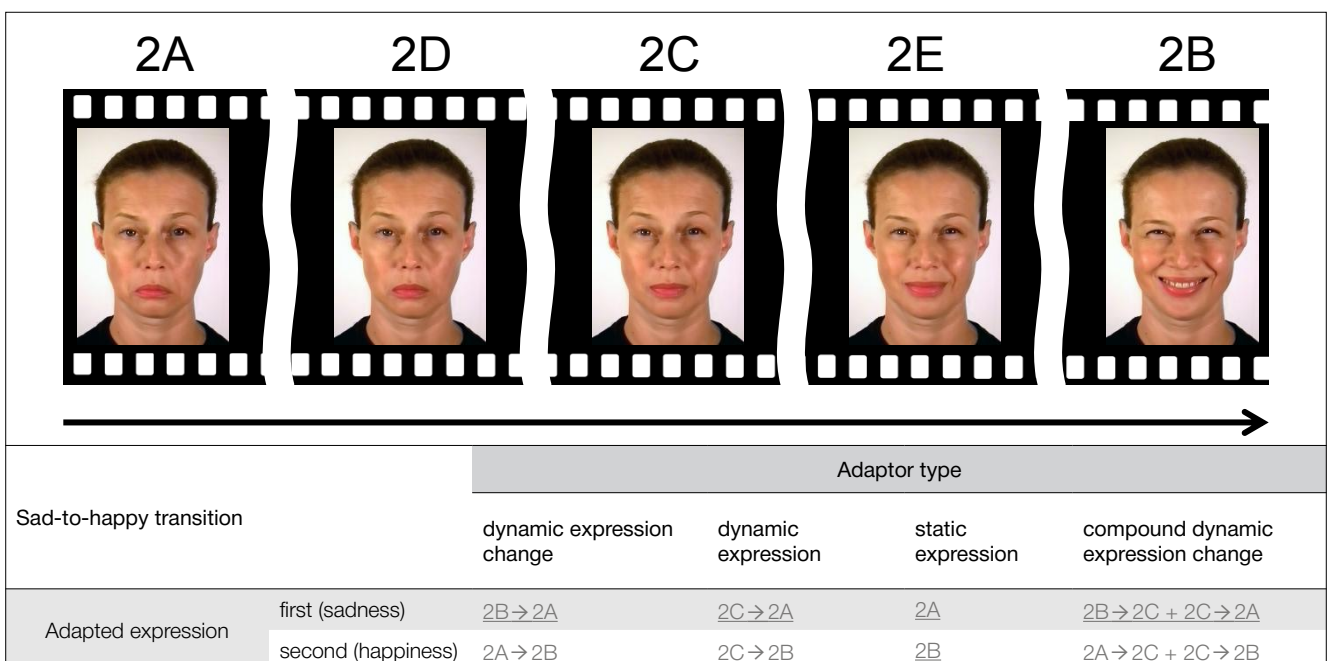 2A 2D 2C 2E 2B
Adaptor type
Sad-to-happy transition
dynamic expression change
dynamic expression
static expression
compound dynamic expression change
Adapted expression
first (sadness) 2B→2A 2C→2A 2A 2B→2C + 2C→2A
second (happiness) 2A→2B 2C→2B 2B 2A→2C + 2C→2B